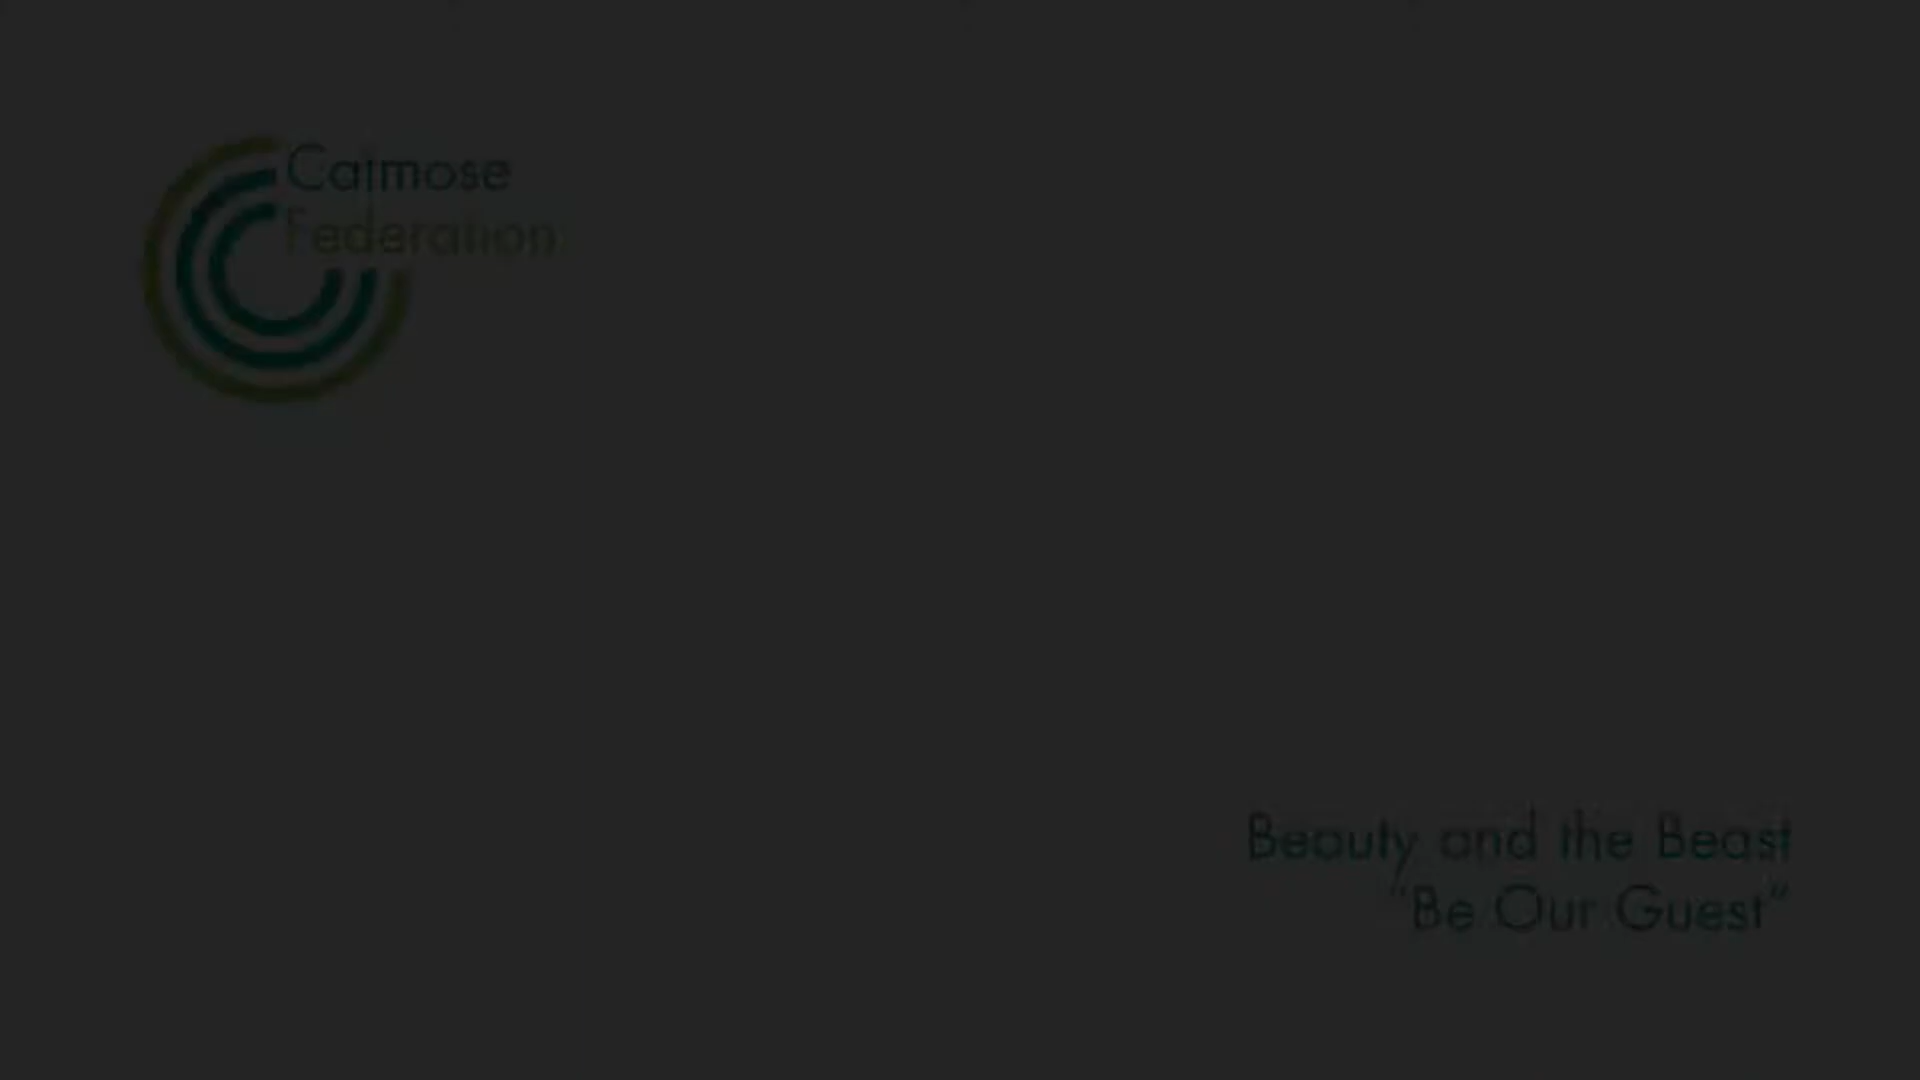 Catmose
Federation
Beauty and the Beast
“Be Our Guest”